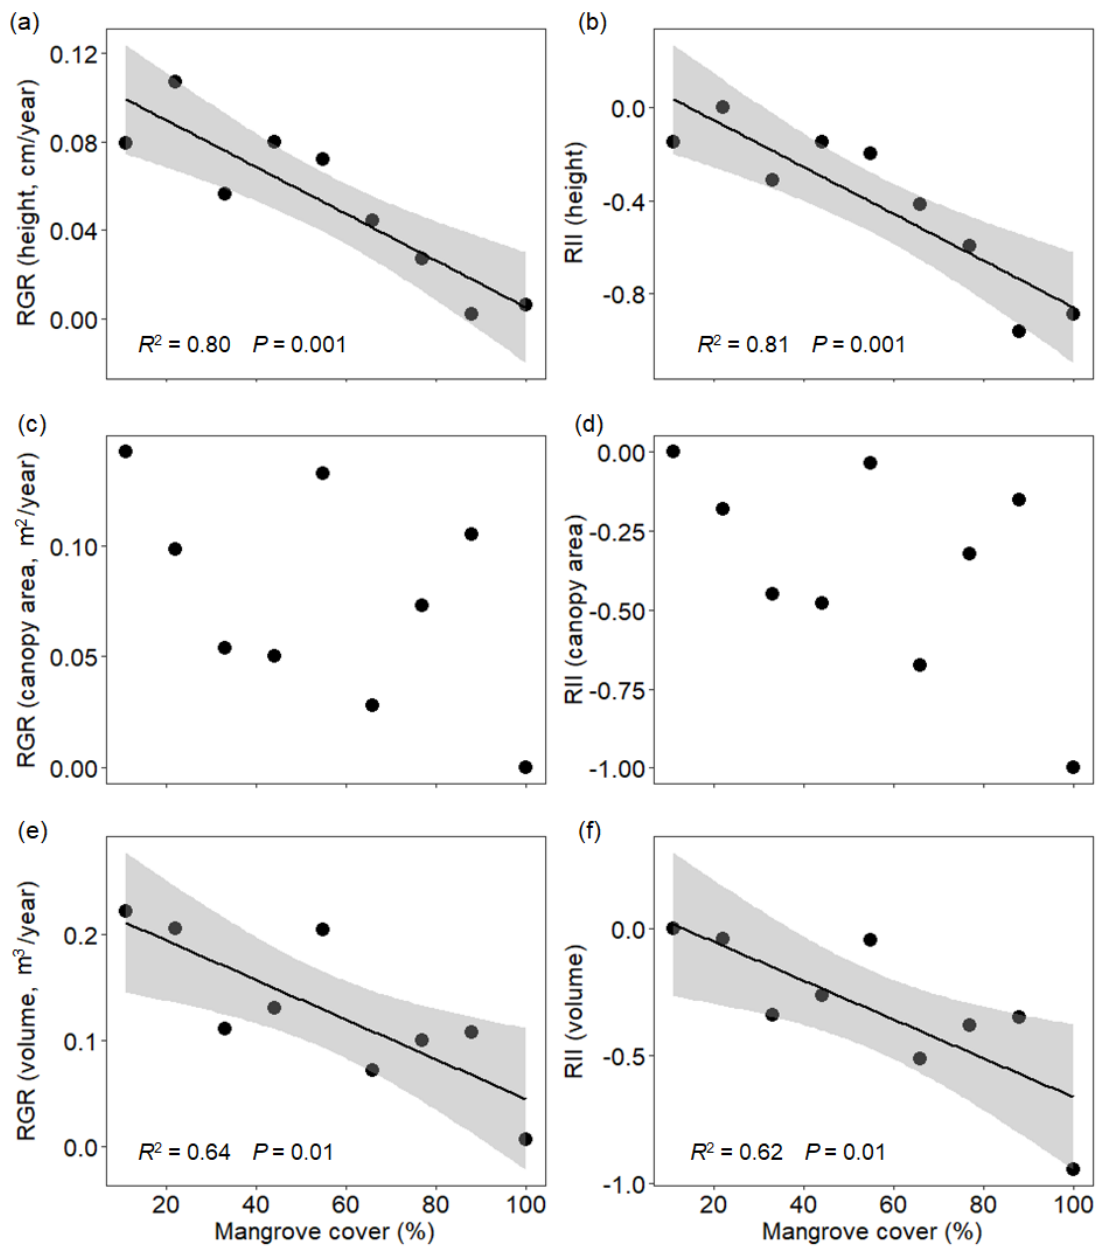 (a)
RGR (height, cm/year)
0.12
0.08
0.04
0.00
R² = 0.80 P = 0.001
(b)
RII (height)
0.0
-0.4
-0.8
R² = 0.81 P = 0.001
(c)
RGR (canopy area, m²/year)
0.10
0.05
0.00
(d)
RII (canopy area)
0.00
-0.25
-0.50
-0.75
-1.00
(e)
RGR (volume, m³/year)
0.2
0.1
0.0
R² = 0.64 P = 0.01
20 40 60 80 100
Mangrove cover (%)
(f)
RII (volume)
0.0
-0.5
-1.0
R² = 0.62 P = 0.01
20 40 60 80 100
Mangrove cover (%)